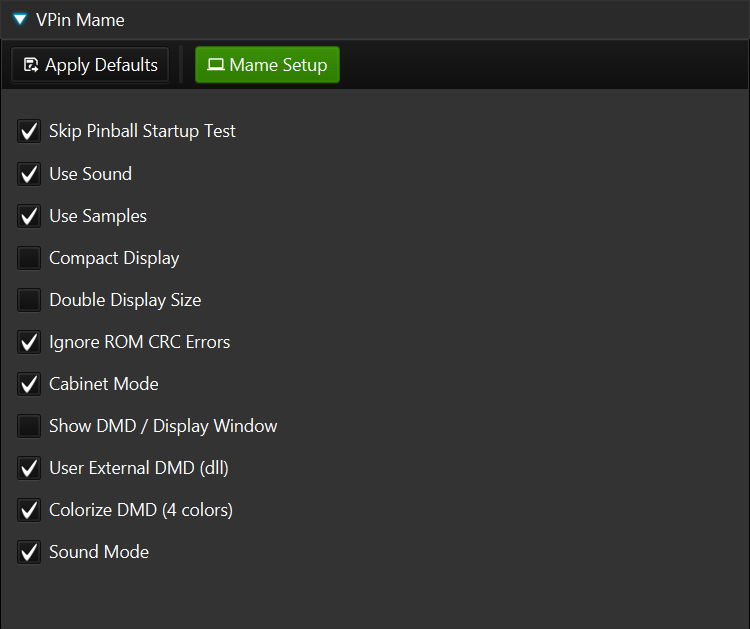 VPin Mame
Apply Defaults Mame Setup
Skip Pinball Startup Test
Use Sound
Use Samples
Compact Display
Double Display Size
Ignore ROM CRC Errors
Cabinet Mode
Show DMD / Display Window
User External DMD (dll)
Colorize DMD (4 colors)
Sound Mode